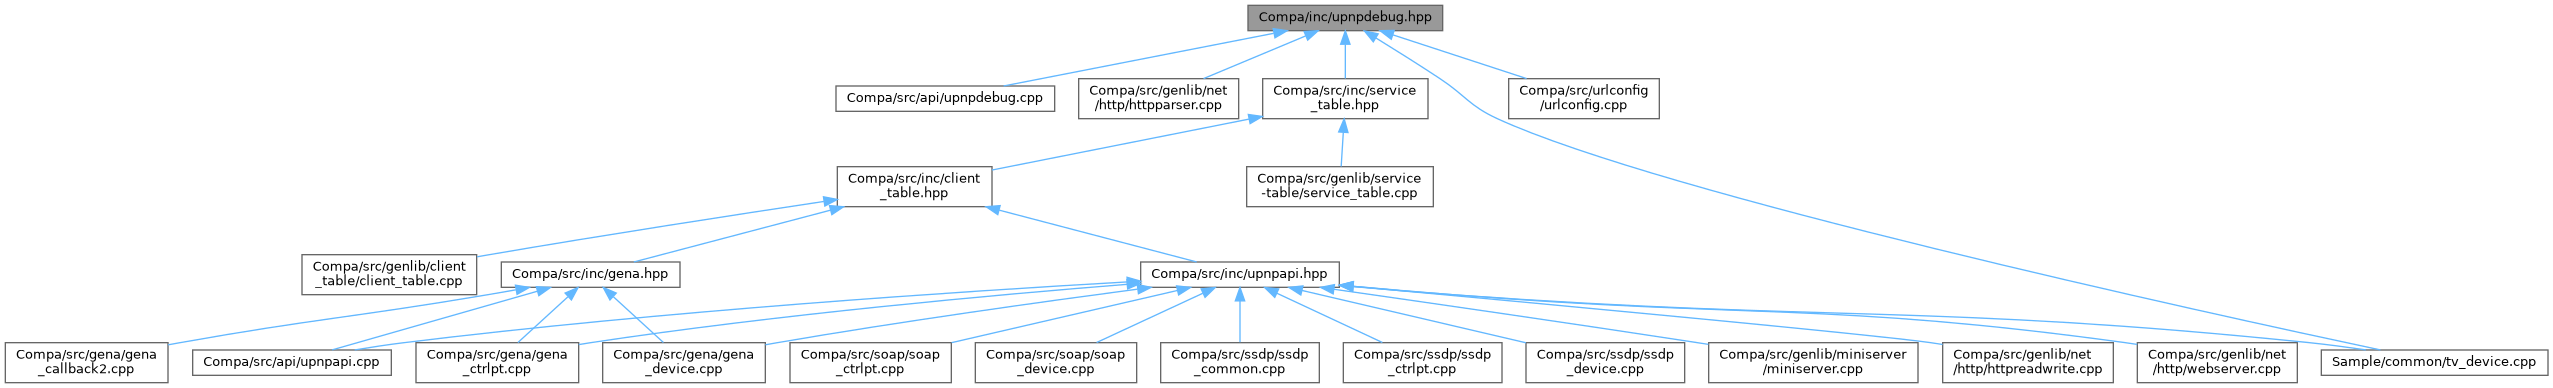 Compa/inc/upnpdebug.hpp
Compa/src/api/upnpdebug.cpp
Compa/src/genlib/net
/http/httpparser.cpp
Compa/src/inc/service
_table.hpp
Compa/src/urlconfig
/urlconfig.cpp
Compa/src/inc/client
_table.hpp
Compa/src/genlib/service
-table/service_table.cpp
Compa/src/genlib/client
_table/client_table.cpp
Compa/src/inc/gena.hpp
Compa/src/inc/upnpapi.hpp
Compa/src/gena/gena
_callback2.cpp
Compa/src/api/upnpapi.cpp
Compa/src/gena/gena
_ctrlpt.cpp
Compa/src/gena/gena
_device.cpp
Compa/src/soap/soap
_ctrlpt.cpp
Compa/src/soap/soap
_device.cpp
Compa/src/ssdp/ssdp
_common.cpp
Compa/src/ssdp/ssdp
_ctrlpt.cpp
Compa/src/ssdp/ssdp
_device.cpp
Compa/src/genlib/miniserver
/miniserver.cpp
Compa/src/genlib/net
/http/httpreadwrite.cpp
Compa/src/genlib/net
/http/webserver.cpp
Sample/common/tv_device.cpp